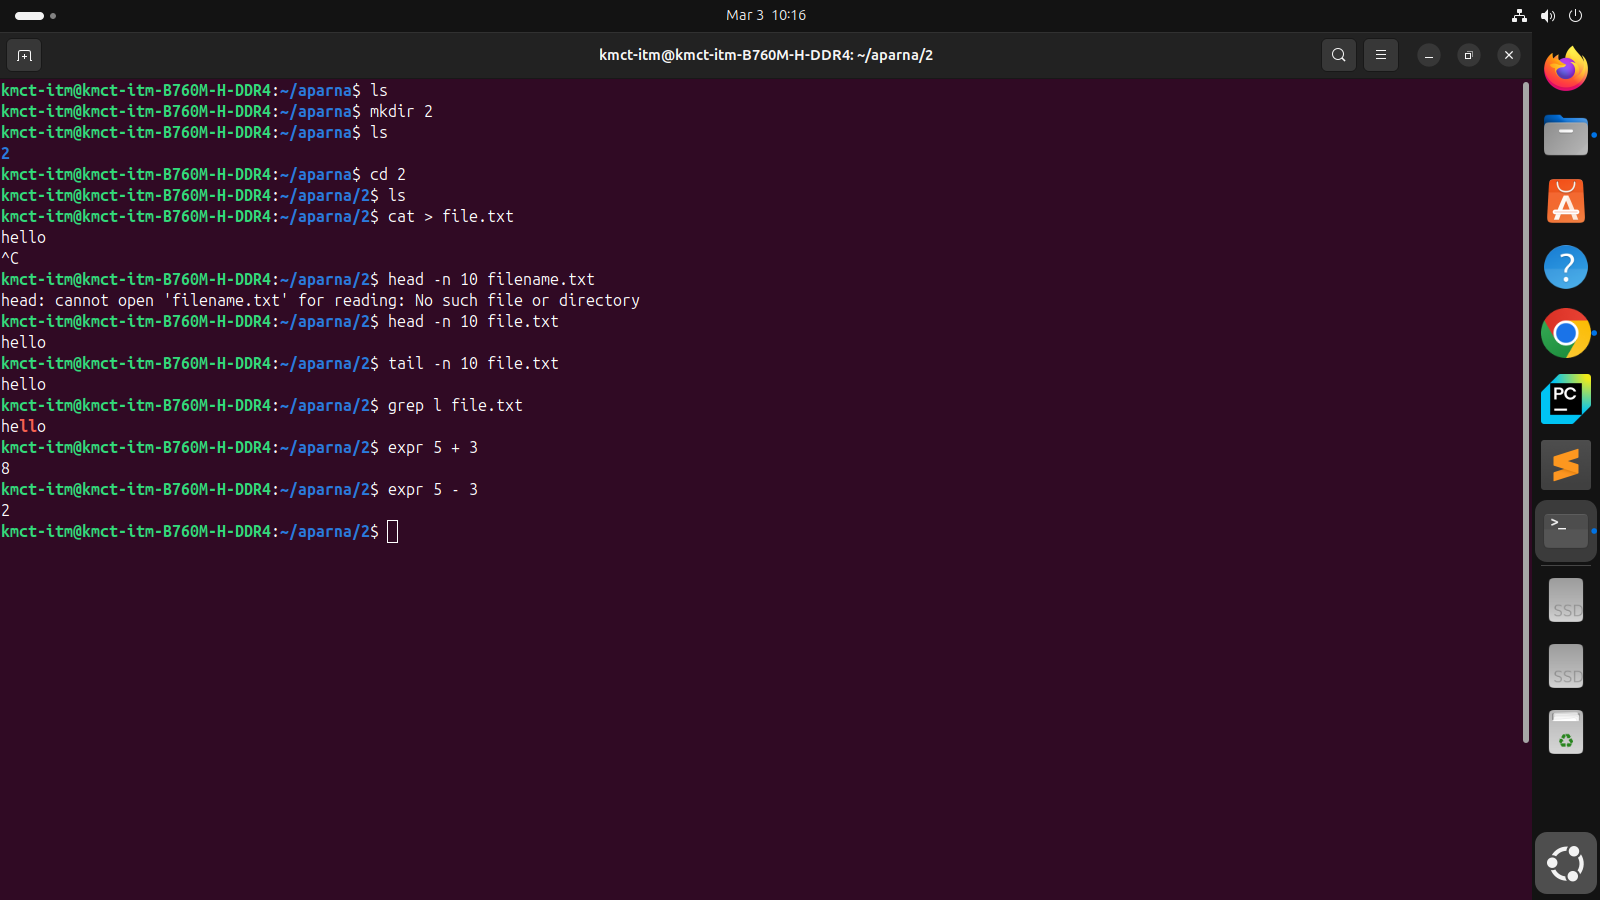 Mar 3 10:16
kmct-itm@kmct-itm-B760M-H-DDR4: ~/aparna/2
kmct-itm@kmct-itm-B760M-H-DDR4:~/aparna$ ls
kmct-itm@kmct-itm-B760M-H-DDR4:~/aparna$ mkdir 2
kmct-itm@kmct-itm-B760M-H-DDR4:~/aparna$ ls
2
kmct-itm@kmct-itm-B760M-H-DDR4:~/aparna$ cd 2
kmct-itm@kmct-itm-B760M-H-DDR4:~/aparna/2$ ls
kmct-itm@kmct-itm-B760M-H-DDR4:~/aparna/2$ cat > file.txt
hello
^C
kmct-itm@kmct-itm-B760M-H-DDR4:~/aparna/2$ head -n 10 filename.txt
head: cannot open 'filename.txt' for reading: No such file or directory
kmct-itm@kmct-itm-B760M-H-DDR4:~/aparna/2$ head -n 10 file.txt
hello
kmct-itm@kmct-itm-B760M-H-DDR4:~/aparna/2$ tail -n 10 file.txt
hello
kmct-itm@kmct-itm-B760M-H-DDR4:~/aparna/2$ grep l file.txt
hello
kmct-itm@kmct-itm-B760M-H-DDR4:~/aparna/2$ expr 5 + 3
8
kmct-itm@kmct-itm-B760M-H-DDR4:~/aparna/2$ expr 5 - 3
2
kmct-itm@kmct-itm-B760M-H-DDR4:~/aparna/2$
?
PC
>_
SSD
SSD